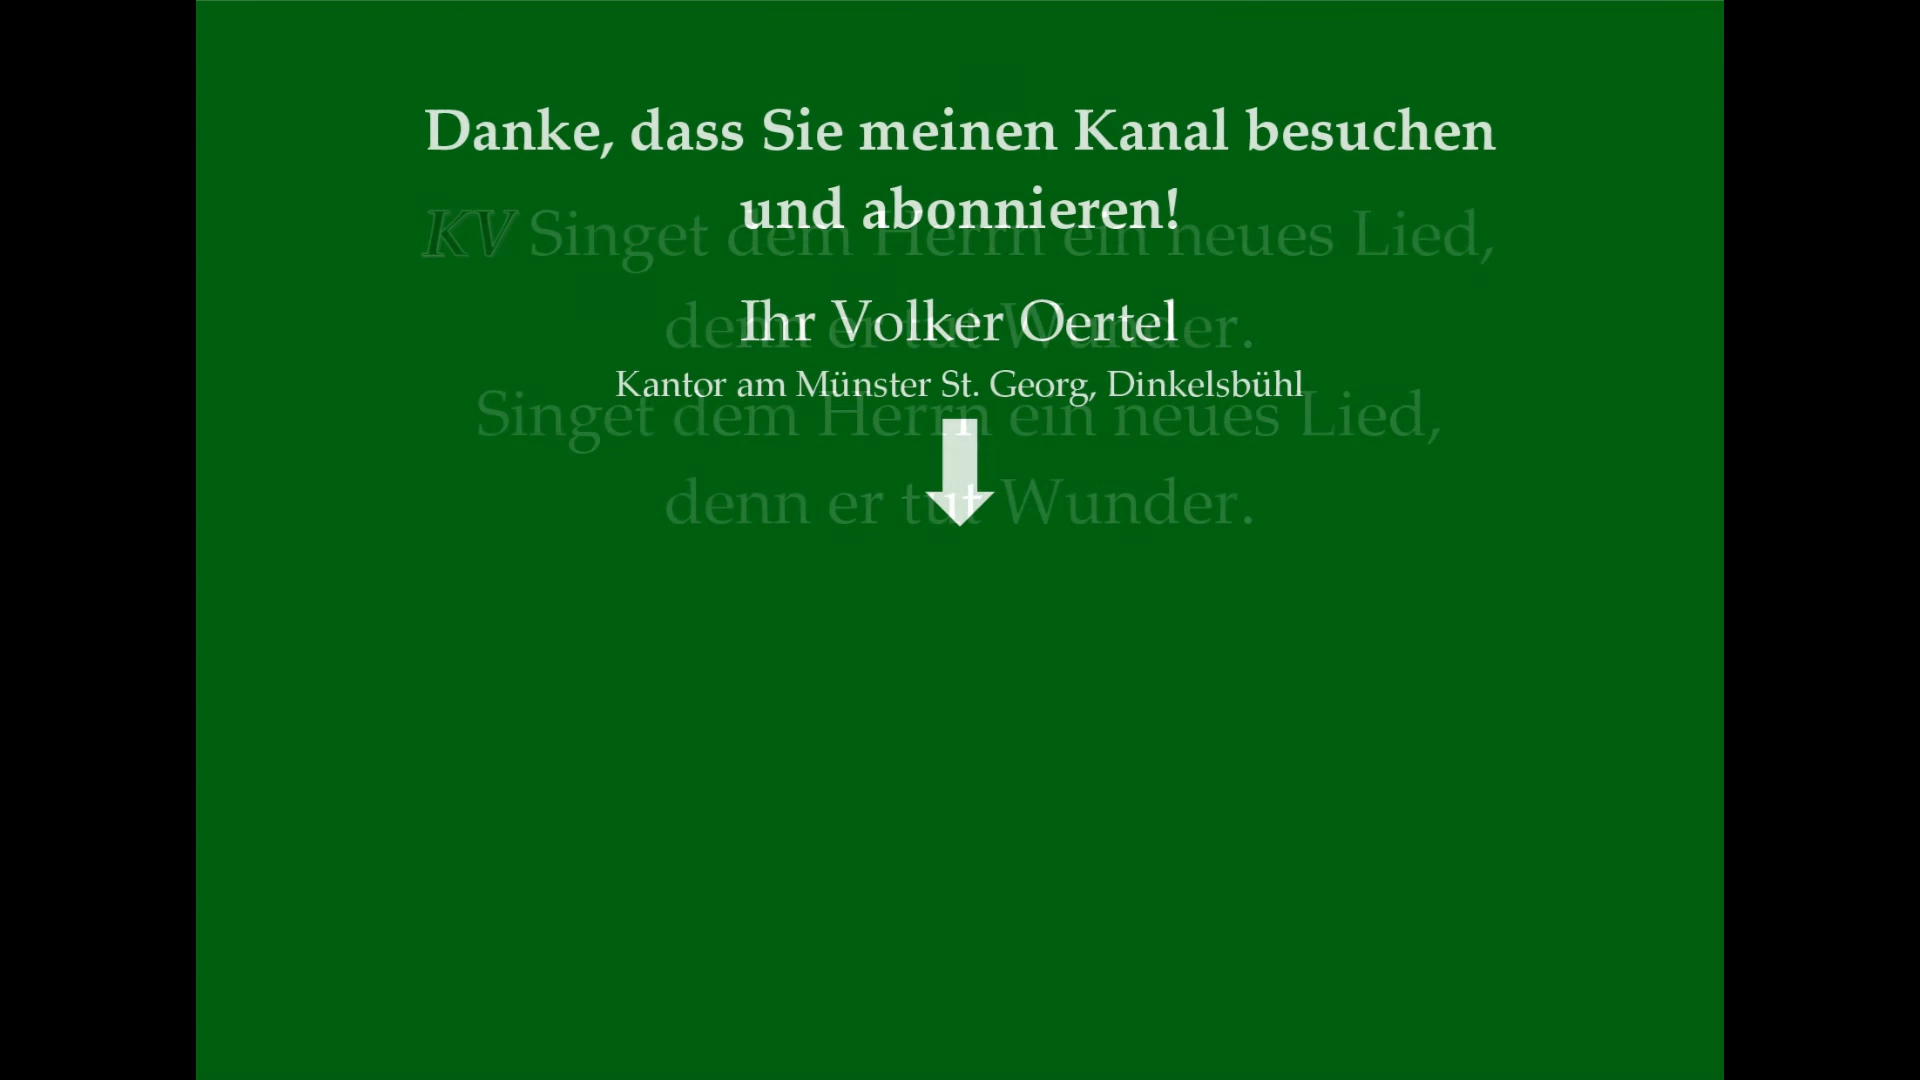 Danke, dass Sie meinen Kanal besuchen
und abonnieren!
KV Singet dem Herrn ein neues Lied,
Ihr Volker Oertel
denn er tut Wunder.
Kantor am Münster St. Georg, Dinkelsbühl
Singet dem Herrn ein neues Lied,
denn er tut Wunder.